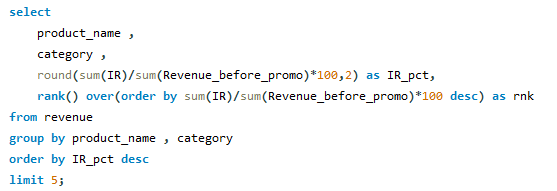 select
product_name ,
category ,
round(sum(IR)/sum(Revenue_before_promo)*100,2) as IR_pct,
rank() over(order by sum(IR)/sum(Revenue_before_promo)*100 desc) as rnk
from revenue
group by product_name , category
order by IR_pct desc
limit 5;